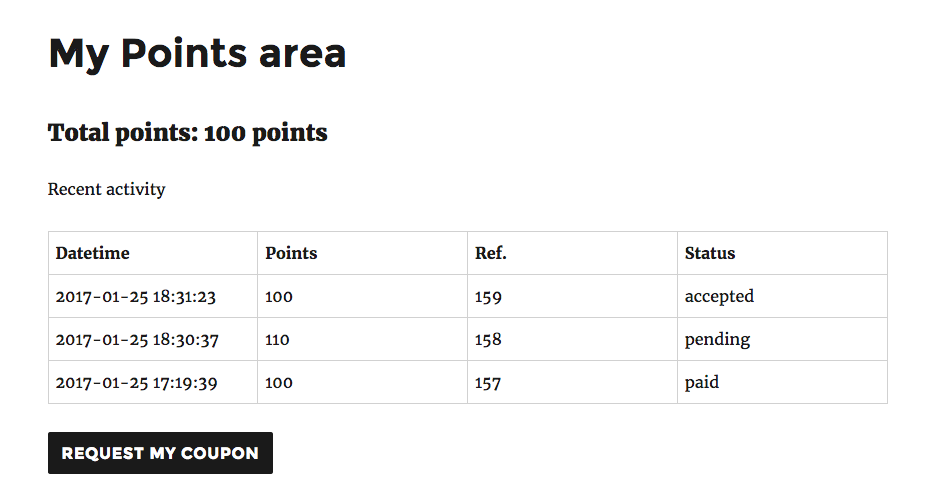 My Points area
Total points: 100 points
Recent activity
Datetime Points Ref. Status
2017-01-25 18:31:23 100 159 accepted
2017-01-25 18:30:37 110 158 pending
2017-01-25 17:19:39 100 157 paid
REQUEST MY COUPON